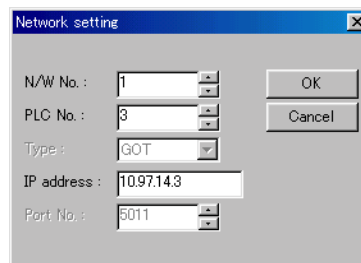 Network setting
N/W No. : 1
OK
PLC No. : 3
Cancel
Type : GOT
IP address : 10.97.14.3
Port No. : 5011